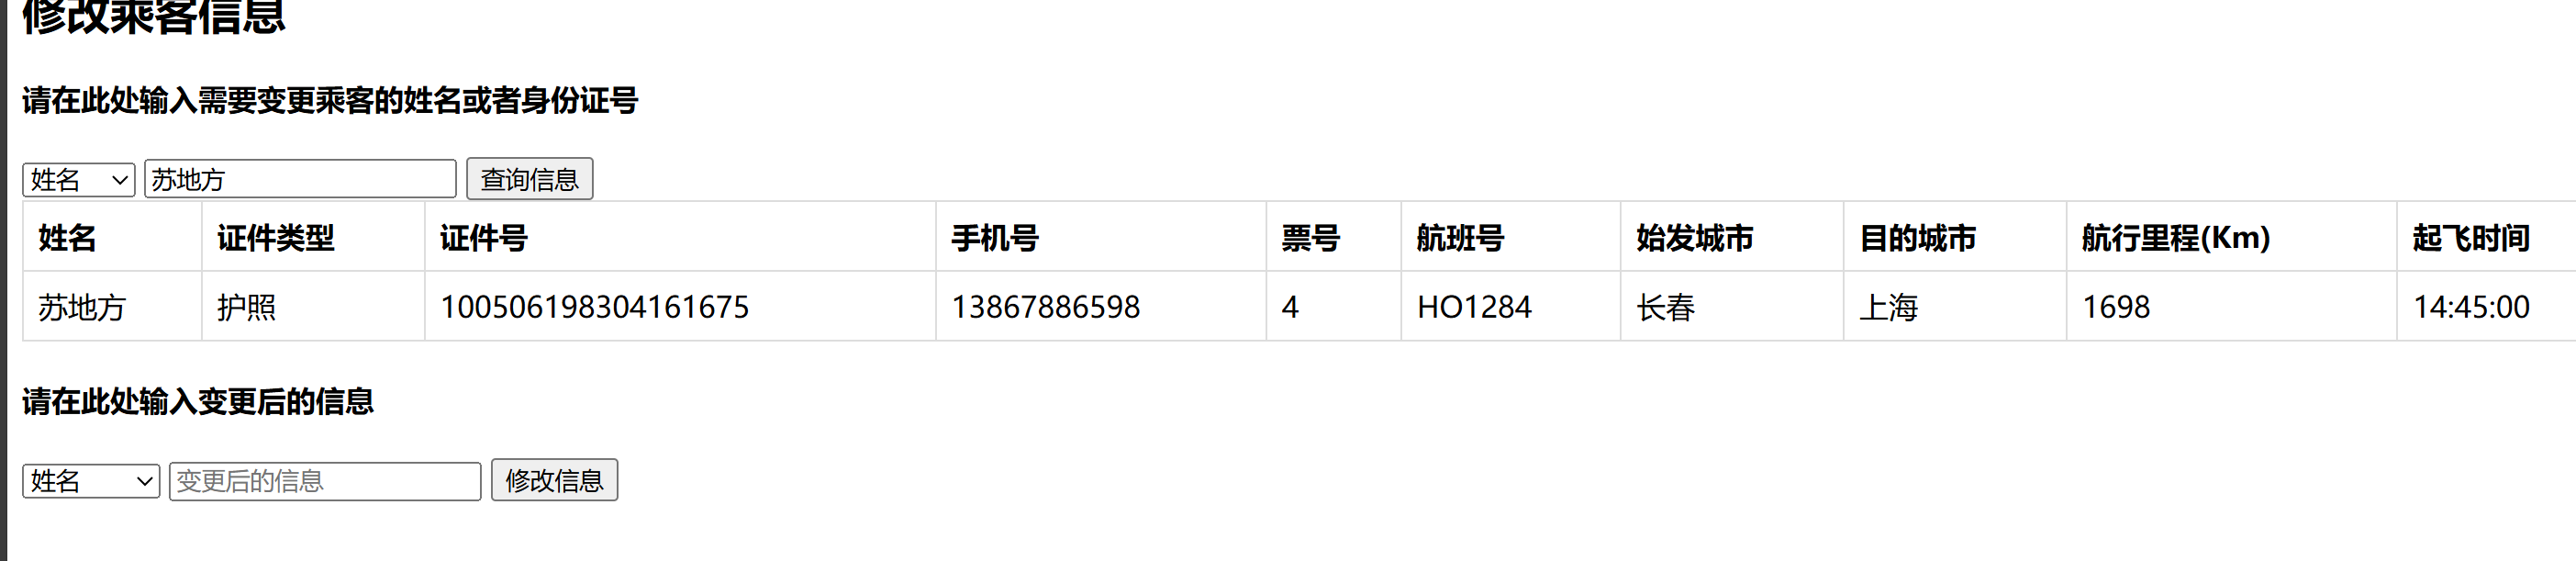 修改乘客信息
请在此处输入需要变更乘客的姓名或者身份证号
姓名 苏地方 查询信息
姓名 证件类型 证件号 手机号 票号 航班号 始发城市 目的城市 航行里程(Km) 起飞时间
苏地方 护照 100506198304161675 13867886598 4 HO1284 长春 上海 1698 14:45:00
请在此处输入变更后的信息
姓名 变更后的信息 修改信息